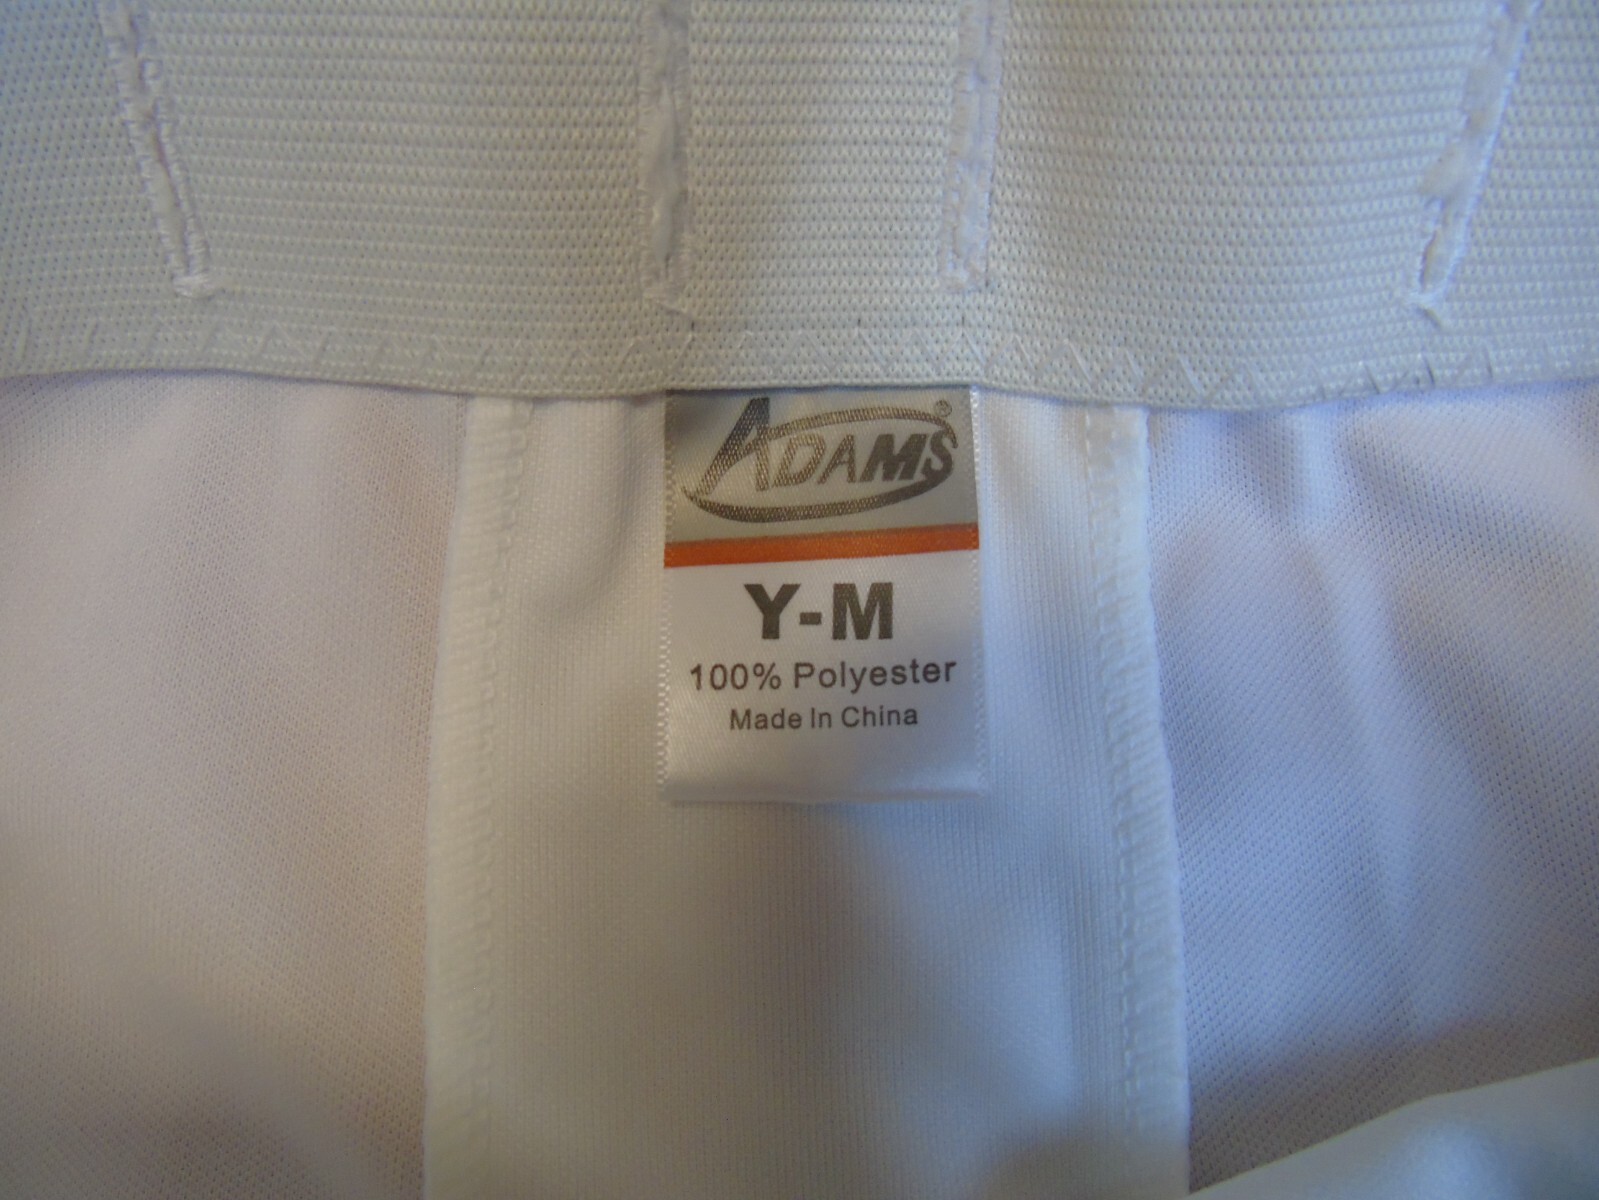 ADAMS®
Y-M
100% Polyester
Made In China